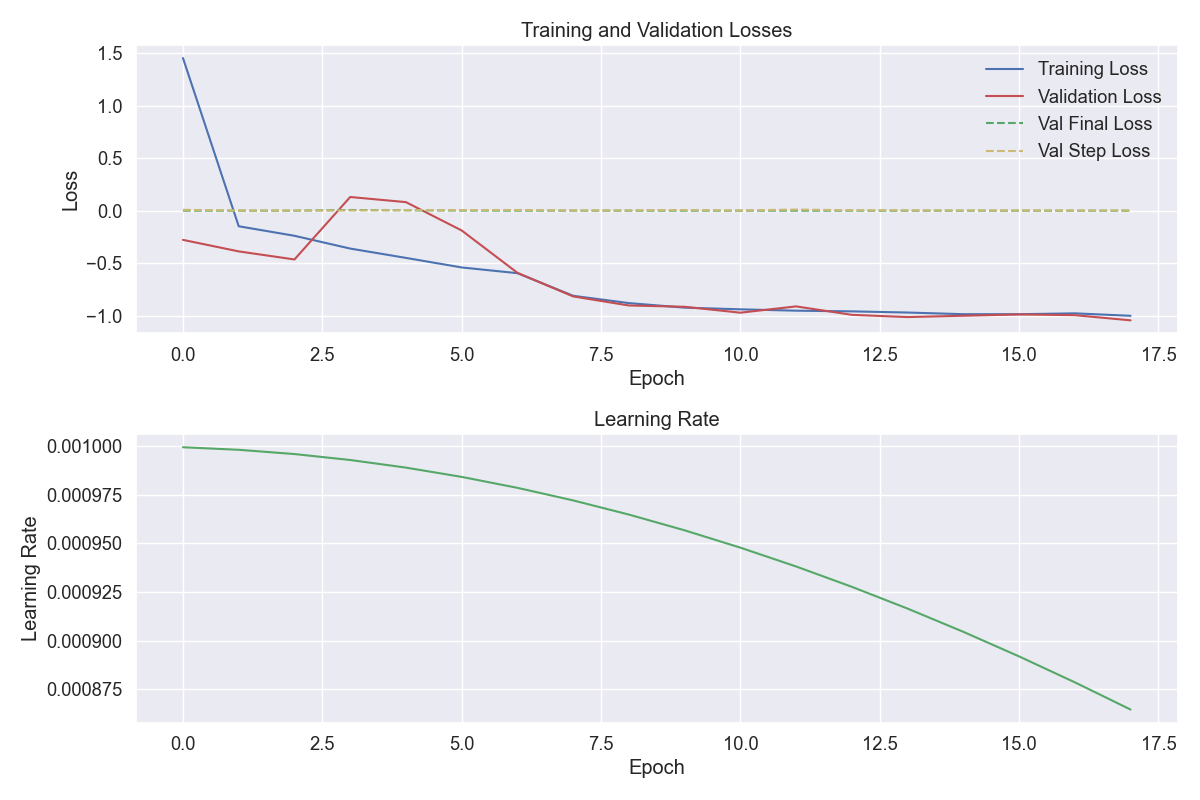 Training and Validation Losses
1.5
1.0
0.5
0.0
−0.5
−1.0
Loss
Training Loss
Validation Loss
Val Final Loss
Val Step Loss
0.0 2.5 5.0 7.5 10.0 12.5 15.0 17.5
Epoch
Learning Rate
0.001000
0.000975
0.000950
0.000925
0.000900
0.000875
Learning Rate
0.0 2.5 5.0 7.5 10.0 12.5 15.0 17.5
Epoch